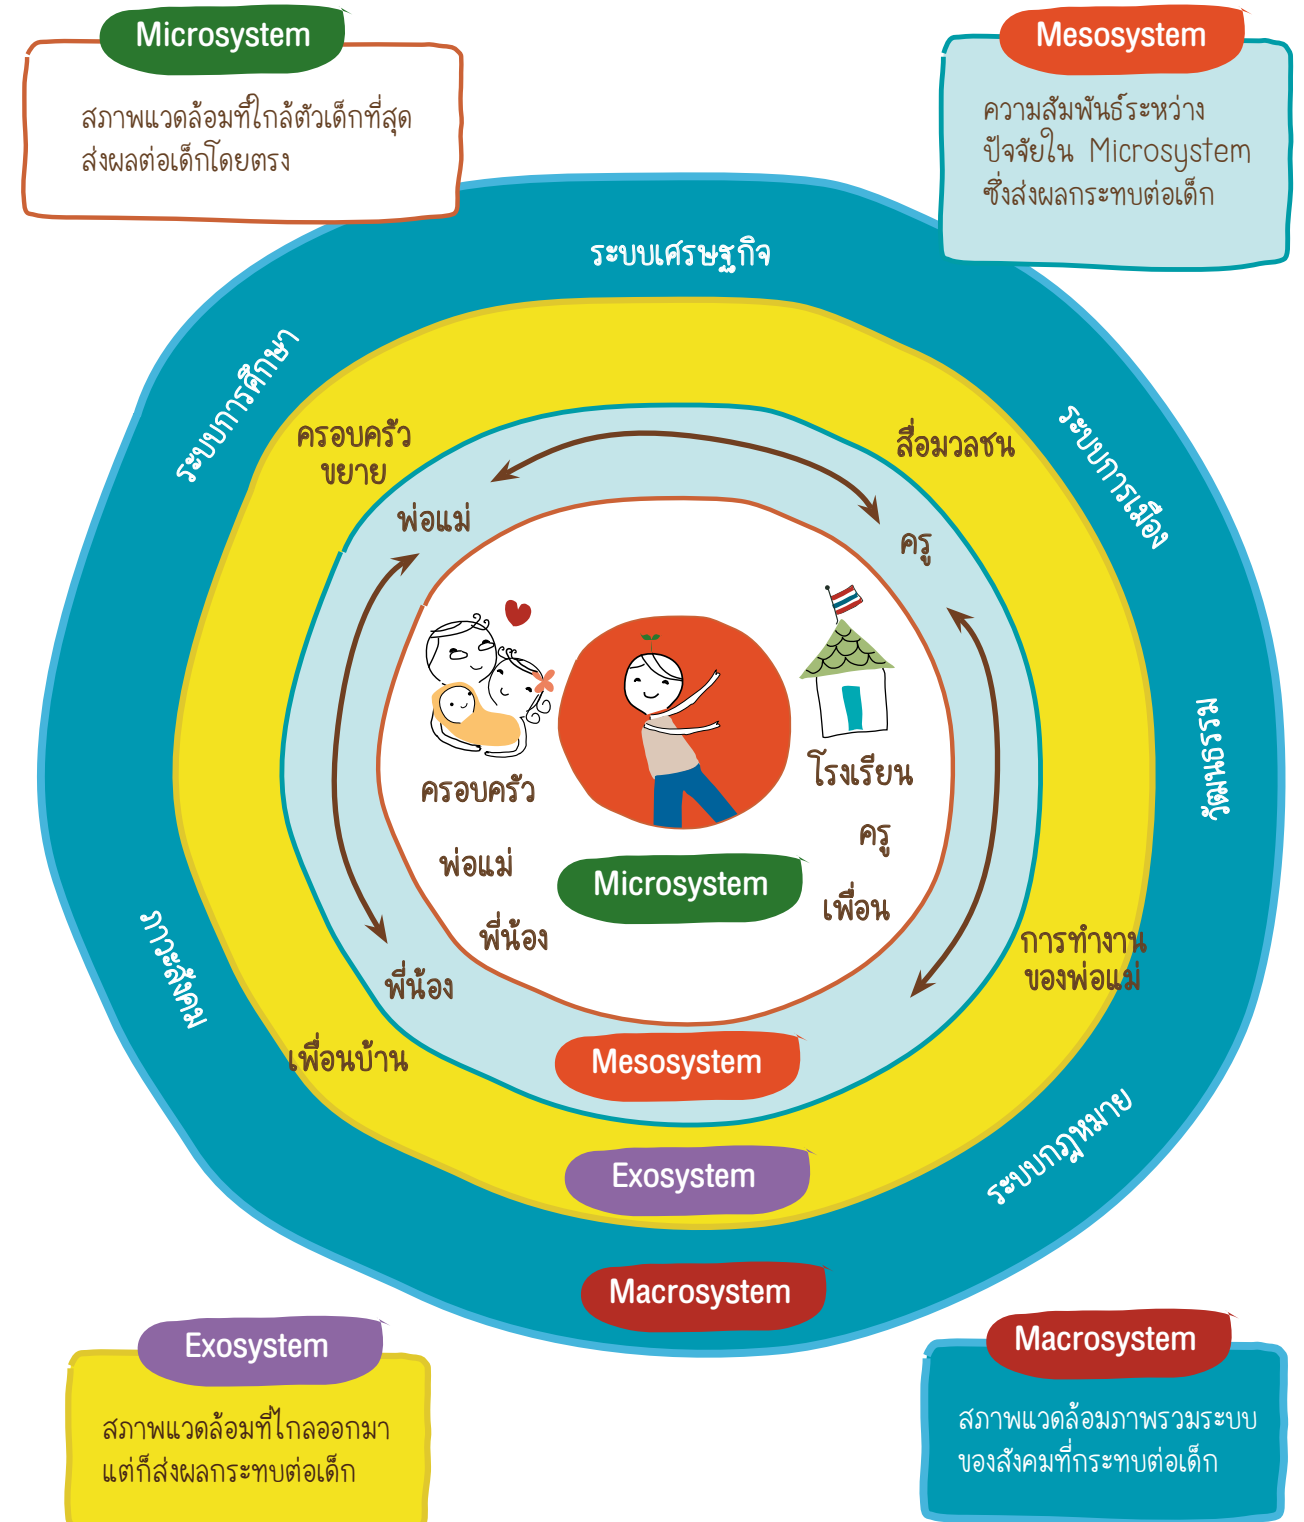 Microsystem
สภาพแวดล้อมที่ใกล้ตัวเด็กที่สุด
ส่งผลต่อเด็กโดยตรง
Mesosystem
ความสัมพันธ์ระหว่าง
ปัจจัยใน Microsystem
ซึ่งส่งผลกระทบต่อเด็ก
ระบบเศรษฐกิจ
ระบบการศึกษา
ระบบการเมือง
วัฒนธรรม
ภาวะสังคม
ระบบกฎหมาย
ครอบครัว
ขยาย
สื่อมวลชน
พ่อแม่
ครู
ครอบครัว
พ่อแม่
พี่น้อง
โรงเรียน
ครู
เพื่อน
Microsystem
การทำงาน
ของพ่อแม่
พี่น้อง
เพื่อนบ้าน
Mesosystem
Exosystem
Macrosystem
Exosystem
สภาพแวดล้อมที่ไกลออกมา
แต่ก็ส่งผลกระทบต่อเด็ก
Macrosystem
สภาพแวดล้อมภาพรวมระบบ
ของสังคมที่กระทบต่อเด็ก